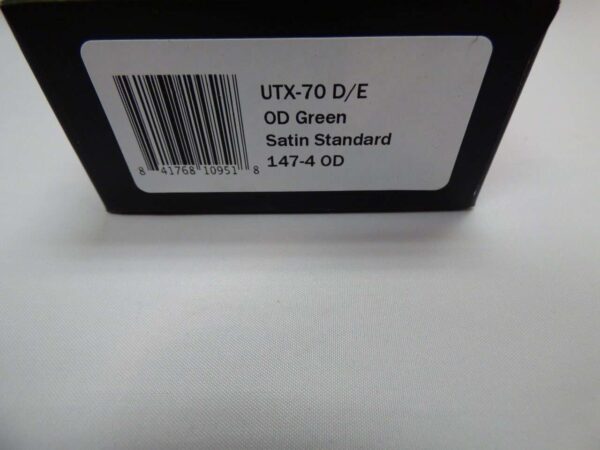 UTX-70 D/E
OD Green
Satin Standard
147-4 OD
8 41768 10951 8